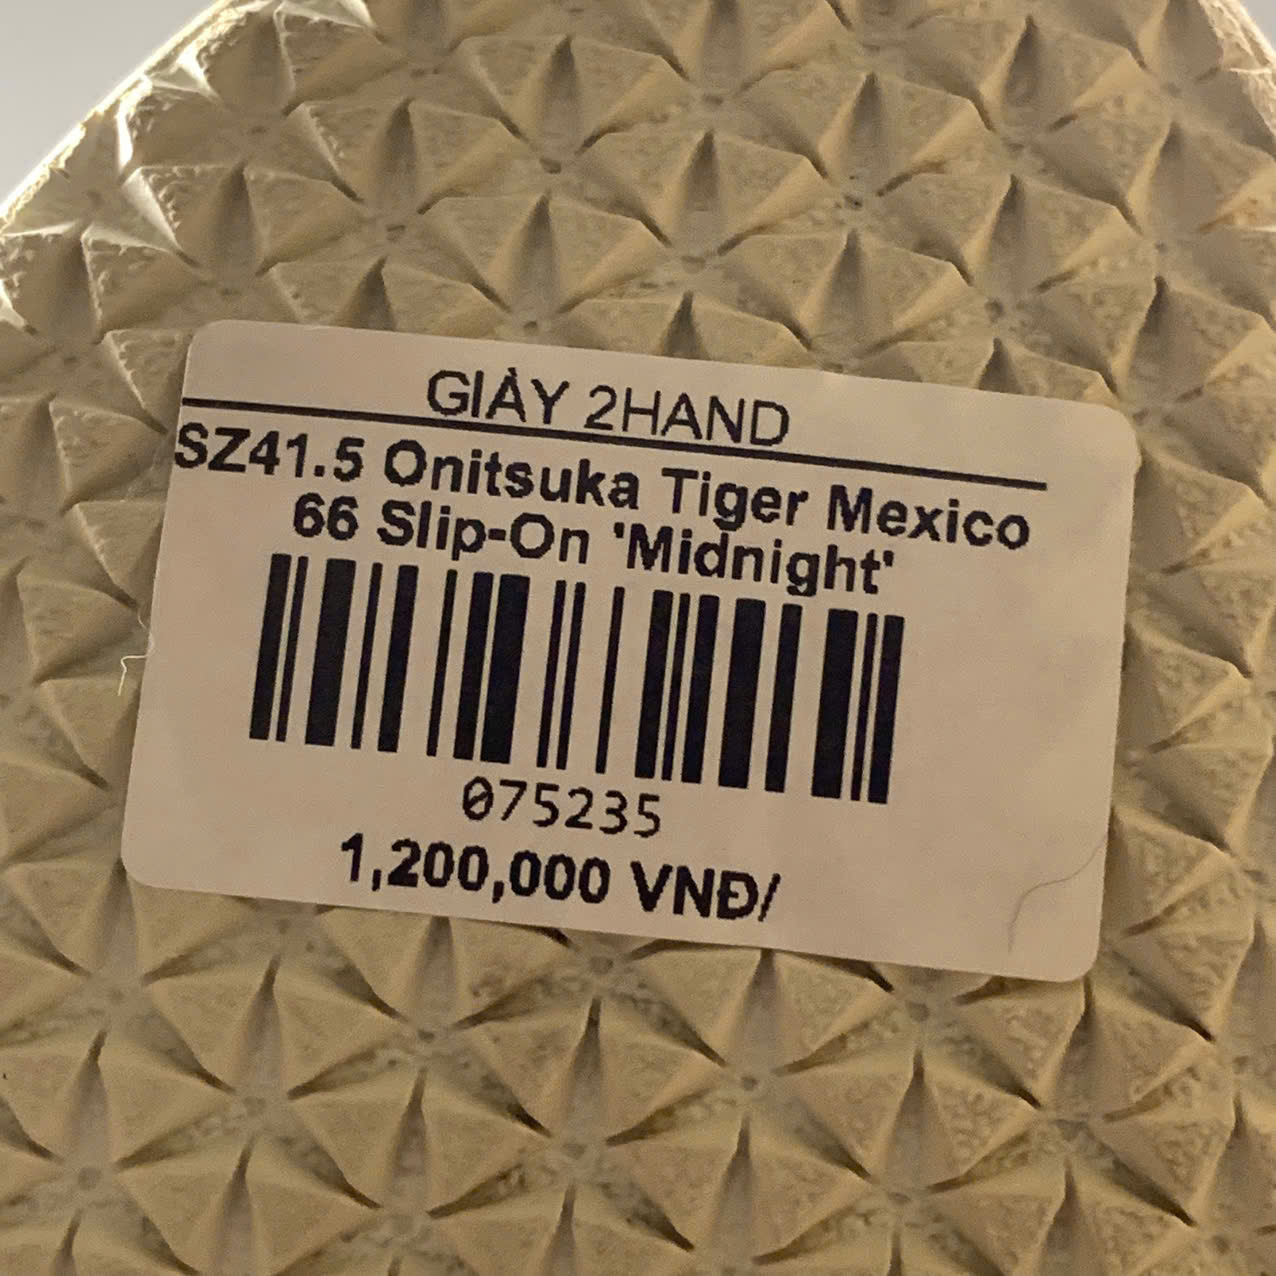 GIÀY 2HAND
SZ41.5 Onitsuka Tiger Mexico
66 Slip-On 'Midnight'
075235
1,200,000 VNĐ/